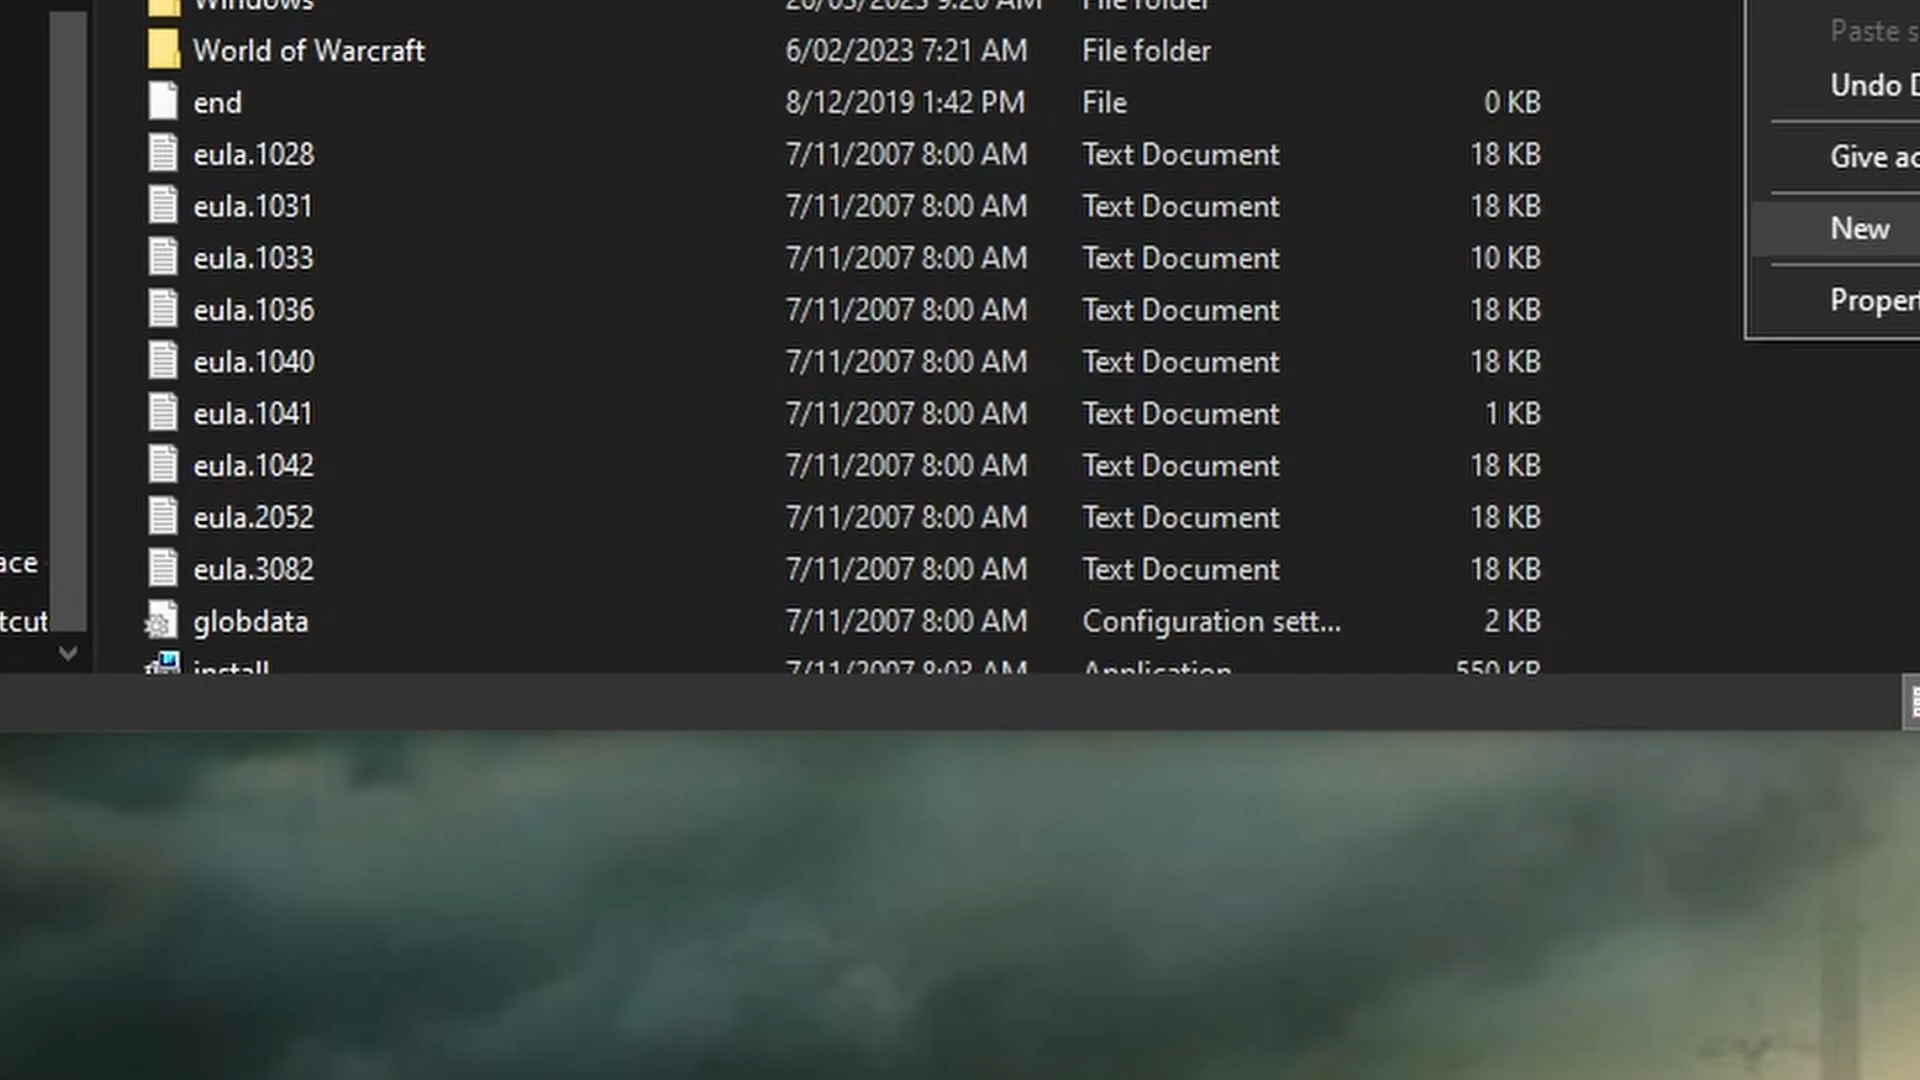 Windows 20/03/2023 9:20 AM File folder
World of Warcraft 6/02/2023 7:21 AM File folder
end 8/12/2019 1:42 PM File 0 KB
eula.1028 7/11/2007 8:00 AM Text Document 18 KB
eula.1031 7/11/2007 8:00 AM Text Document 18 KB
eula.1033 7/11/2007 8:00 AM Text Document 10 KB
eula.1036 7/11/2007 8:00 AM Text Document 18 KB
eula.1040 7/11/2007 8:00 AM Text Document 18 KB
eula.1041 7/11/2007 8:00 AM Text Document 1 KB
eula.1042 7/11/2007 8:00 AM Text Document 18 KB
eula.2052 7/11/2007 8:00 AM Text Document 18 KB
eula.3082 7/11/2007 8:00 AM Text Document 18 KB
globdata 7/11/2007 8:00 AM Configuration sett... 2 KB
install 7/11/2007 8:03 AM Application 550 KB
ace
tcut
Paste s
Undo D
Give ac
New
Propert